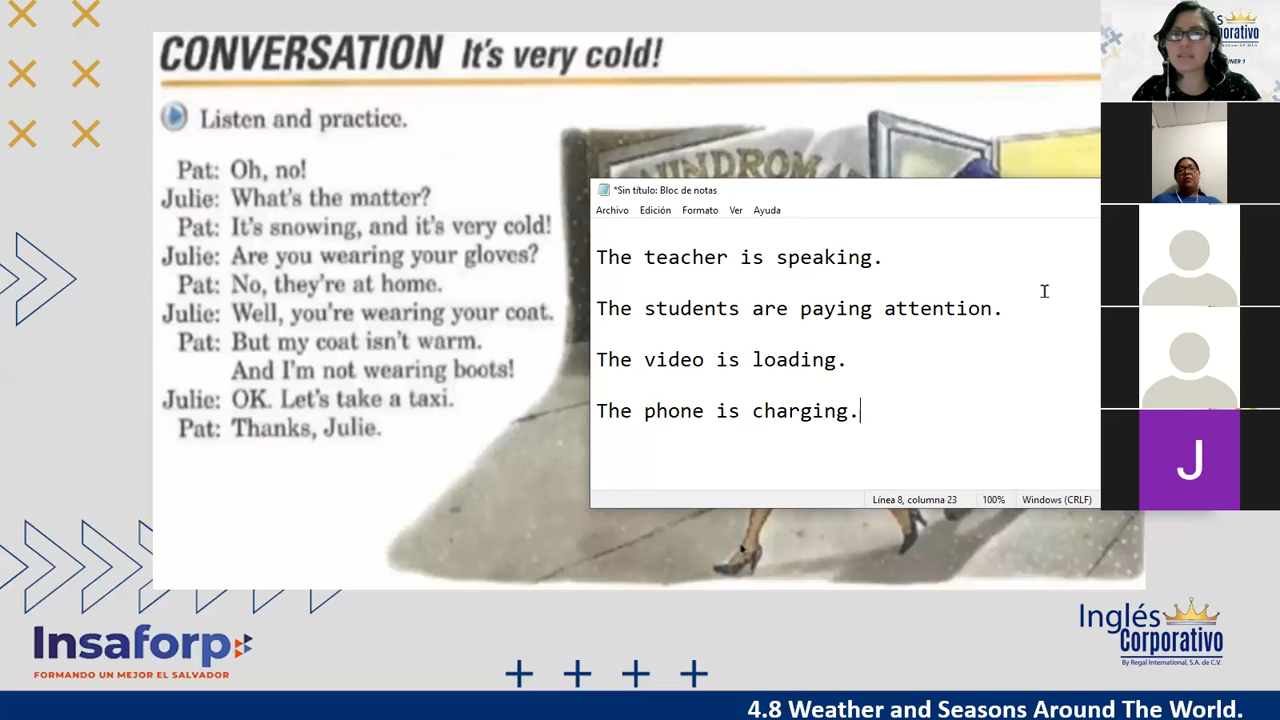 CONVERSATION It's very cold!
Listen and practice.
Pat: Oh, no!
Julie: What's the matter?
Pat: It's snowing, and it's very cold!
Julie: Are you wearing your gloves?
Pat: No, they're at home.
Julie: Well, you're wearing your coat.
Pat: But my coat isn't warm.
And I'm not wearing boots!
Julie: OK. Let's take a taxi.
Pat: Thanks, Julie.
*Sin título: Bloc de notas
Archivo Edición Formato Ver Ayuda
The teacher is speaking.
The students are paying attention.
The video is loading.
The phone is charging.
Línea 8, columna 23 100% Windows (CRLF)
J
Insaforp
FORMANDO UN MEJOR EL SALVADOR
Inglés
Corporativo
By Regal International, S.A. de C.V.
4.8 Weather and Seasons Around The World.